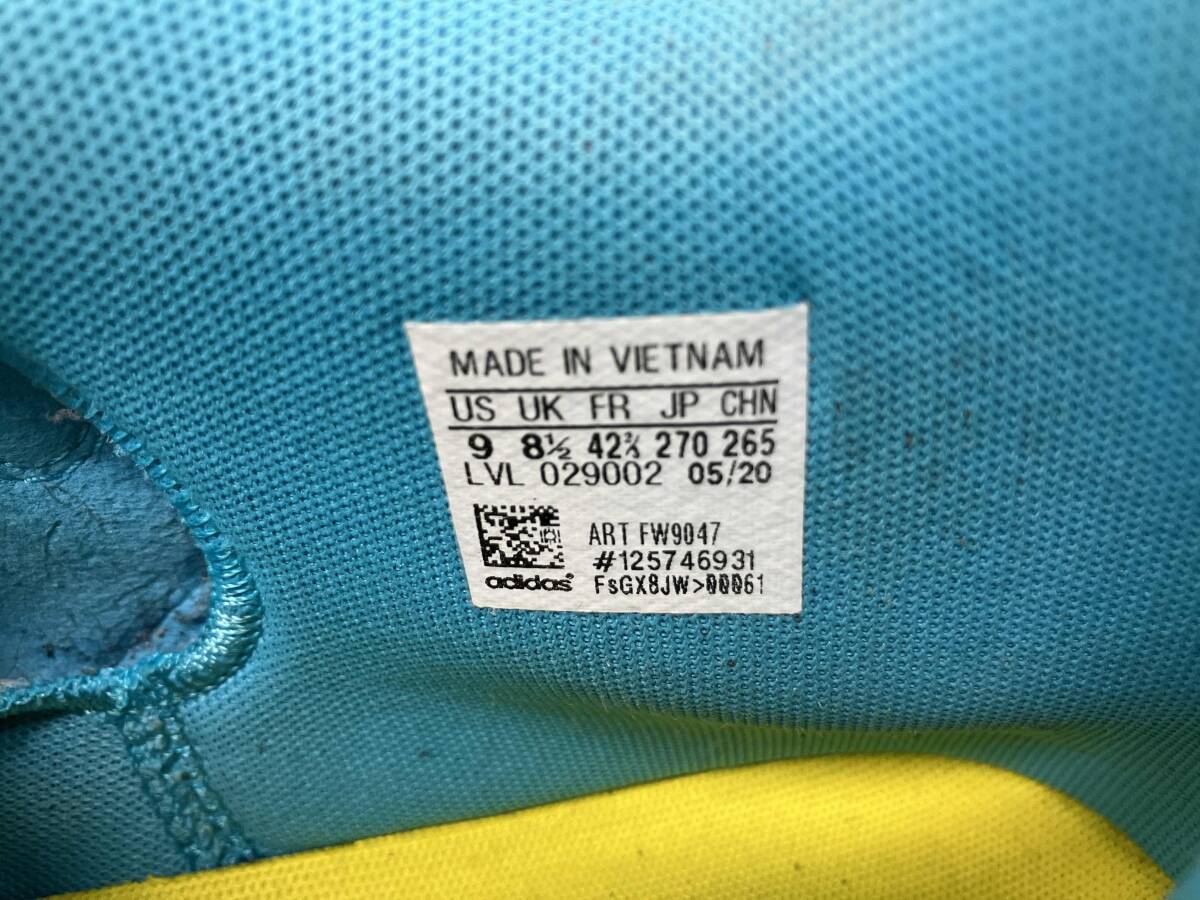 MADE IN VIETNAM
US UK FR JP CHN
9 8½ 42⅔ 270 265
LVL 029002 05/20
ART FW9047
#125746931
adidas FsGX8JW>00061